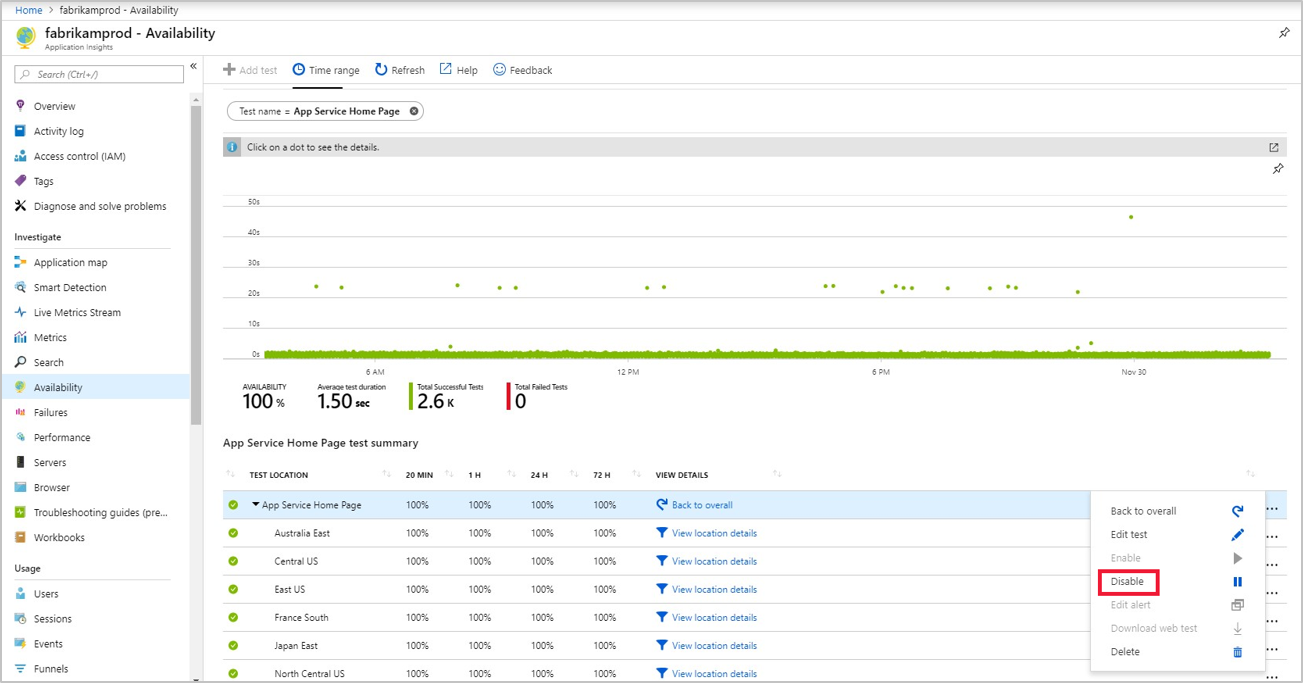 Home > fabrikamprod - Availability
fabrikamprod - Availability
Application Insights
Search (Ctrl+/)
«
Overview
Activity log
Access control (IAM)
Tags
Diagnose and solve problems
Investigate
Application map
Smart Detection
Live Metrics Stream
Metrics
Search
Availability
Failures
Performance
Servers
Browser
Troubleshooting guides (pre...
Workbooks
Usage
Users
Sessions
Events
Funnels
Add test Time range Refresh Help Feedback
Test name = App Service Home Page
Click on a dot to see the details.
50s
40s
30s
20s
10s
0s
6 AM 12 PM 6 PM Nov 30
AVAILABILITY Average test duration Total Successful Tests Total Failed Tests
100 % 1.50 sec 2.6 K 0
App Service Home Page test summary
TEST LOCATION 20 MIN 1 H 24 H 72 H VIEW DETAILS
App Service Home Page 100% 100% 100% 100% Back to overall ...
Australia East 100% 100% 100% 100% View location details ...
Central US 100% 100% 100% 100% View location details ...
East US 100% 100% 100% 100% View location details ...
France South 100% 100% 100% 100% View location details ...
Japan East 100% 100% 100% 100% View location details ...
North Central US 100% 100% 100% 100% View location details ...
Back to overall
Edit test
Enable
Disable
Edit alert
Download web test
Delete